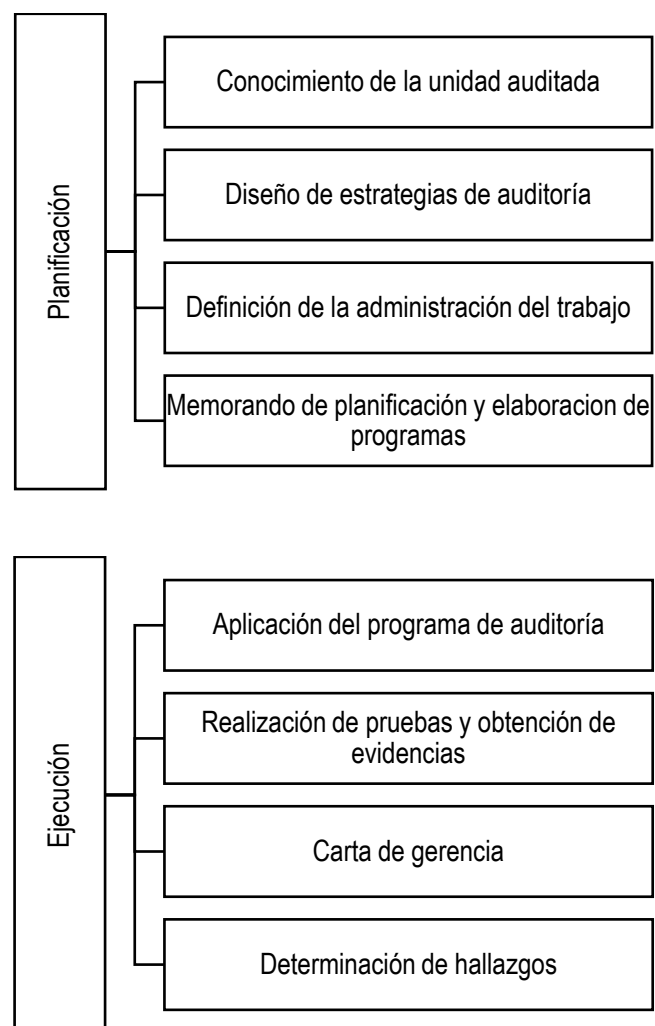 Planificación
Conocimiento de la unidad auditada
Diseño de estrategias de auditoría
Definición de la administración del trabajo
Memorando de planificación y elaboracion de
programas
Ejecución
Aplicación del programa de auditoría
Realización de pruebas y obtención de
evidencias
Carta de gerencia
Determinación de hallazgos